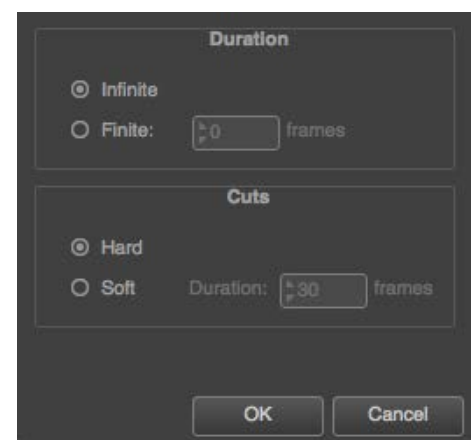 Duration
Infinite
Finite: 0 frames
Cuts
Hard
Soft Duration: 30 frames
OK Cancel